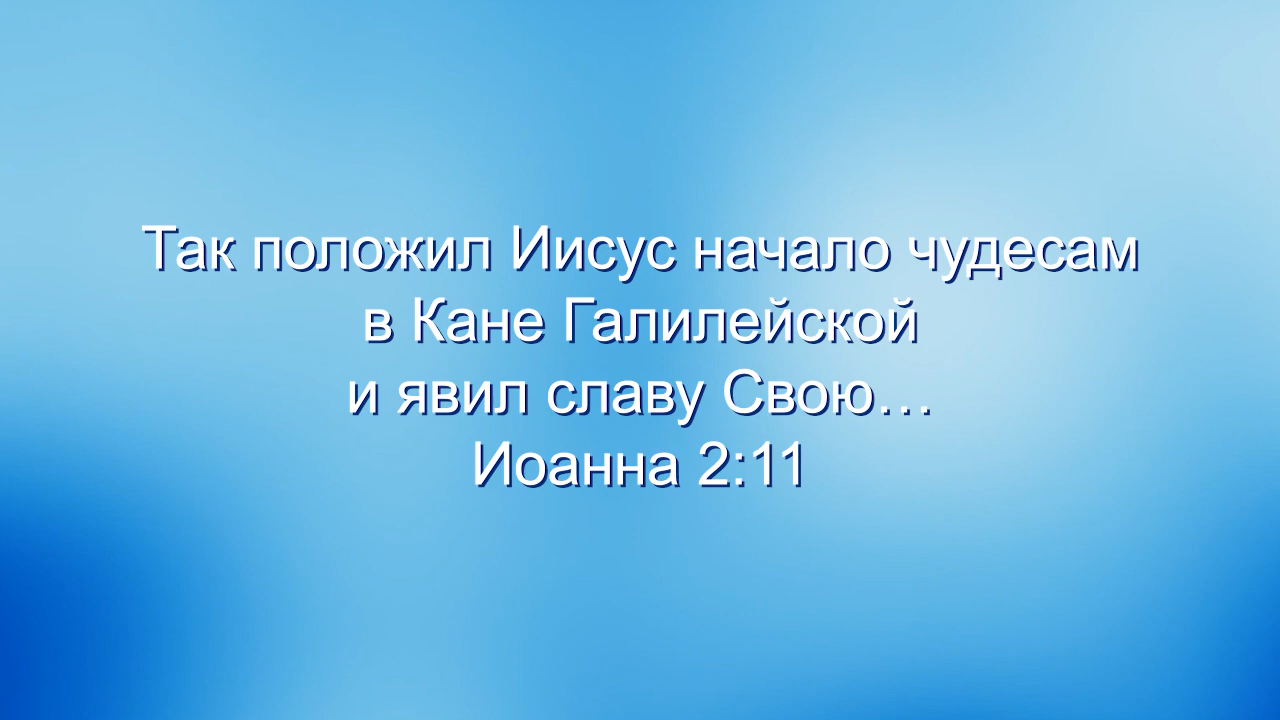 Так положил Иисус начало чудесам
в Кане Галилейской
и явил славу Свою…
Иоанна 2:11